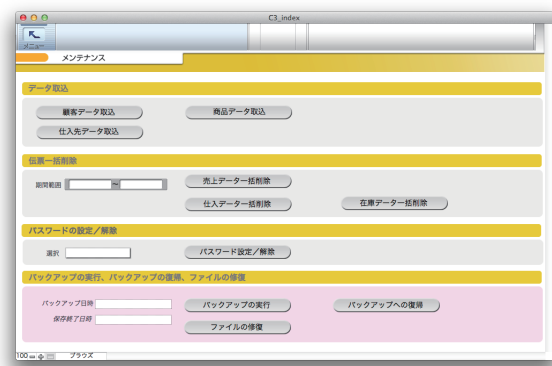 C3_index
メニュー
メンテナンス
データ取込
顧客データ取込 商品データ取込
仕入先データ取込
伝票一括削除
期間範囲 〜 売上データー括削除
仕入データー括削除 在庫データー括削除
パスワードの設定／解除
選択 パスワード設定／解除
バックアップの実行、バックアップの復帰、ファイルの修復
バックアップ日時 バックアップの実行 バックアップへの復帰
保存終了日時 ファイルの修復
100 ブラウズ